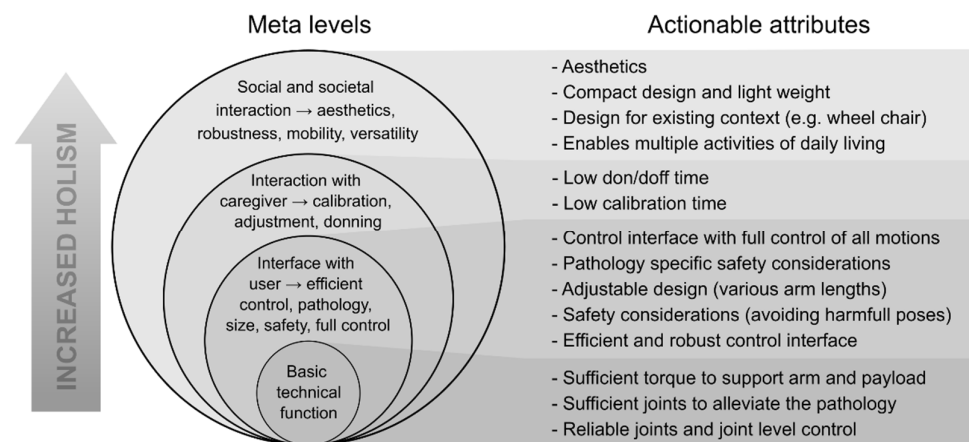 Meta levels
Actionable attributes
INCREASED HOLISM
Social and societal
interaction → aesthetics,
robustness, mobility, versatility
Interaction with
caregiver → calibration,
adjustment, donning
Interface with
user → efficient
control, pathology,
size, safety, full control
Basic
technical
function
- Aesthetics
- Compact design and light weight
- Design for existing context (e.g. wheel chair)
- Enables multiple activities of daily living
- Low don/doff time
- Low calibration time
- Control interface with full control of all motions
- Pathology specific safety considerations
- Adjustable design (various arm lengths)
- Safety considerations (avoiding harmfull poses)
- Efficient and robust control interface
- Sufficient torque to support arm and payload
- Sufficient joints to alleviate the pathology
- Reliable joints and joint level control